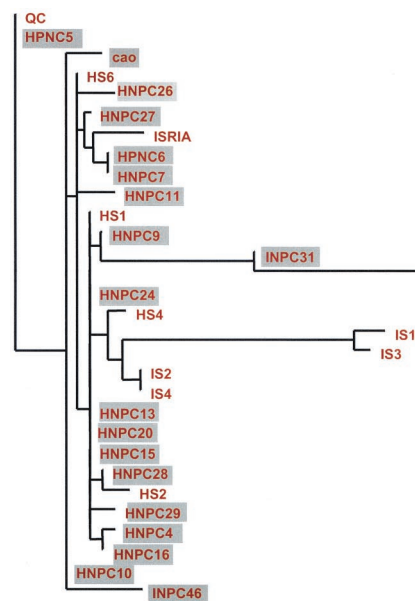 QC
HPNC5
cao
HS6
HNPC26
HNPC27
ISRIA
HPNC6
HNPC7
HNPC11
HS1
HNPC9
INPC31
HNPC24
HS4
IS1
IS3
IS2
IS4
HNPC13
HNPC20
HNPC15
HNPC28
HS2
HNPC29
HNPC4
HNPC16
HNPC10
INPC46